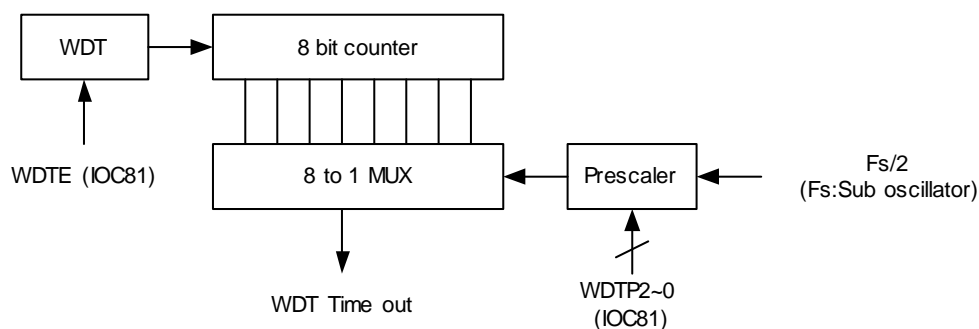 WDT
8 bit counter
WDTE (IOC81)
8 to 1 MUX
Prescaler
Fs/2
(Fs:Sub oscillator)
WDT Time out
WDTP2~0
(IOC81)